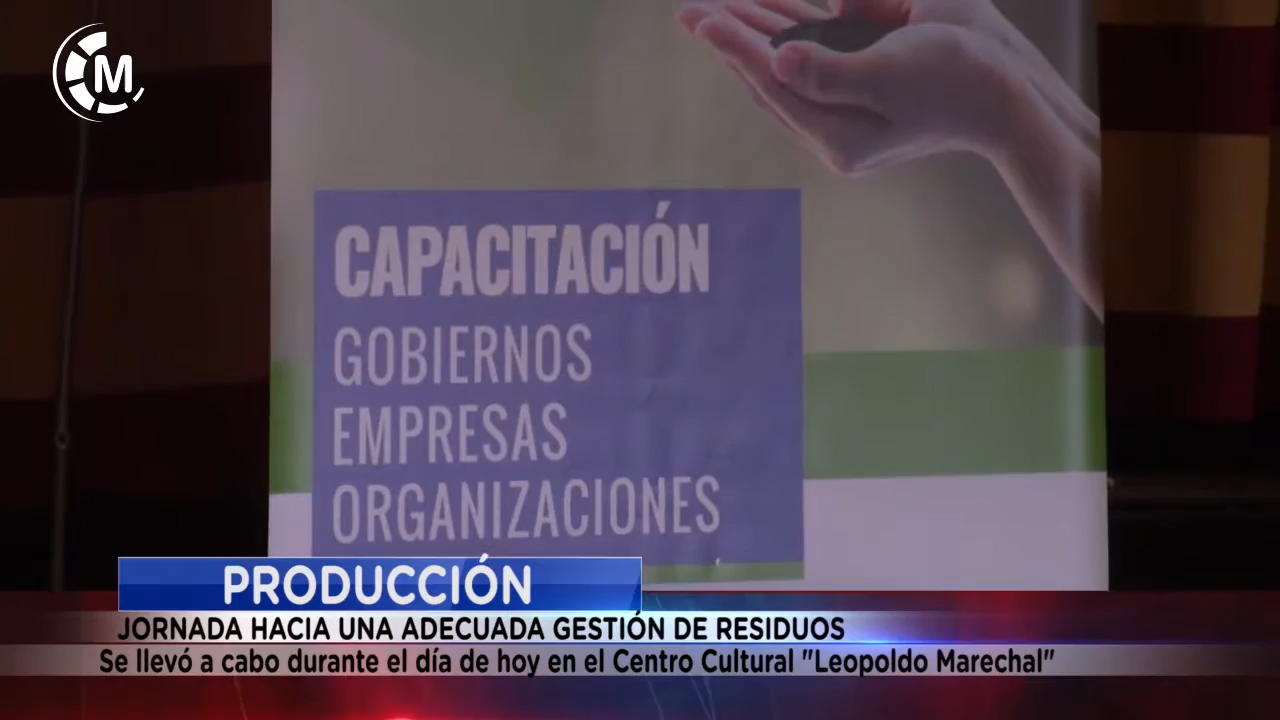 M
CAPACITACIÓN
GOBIERNOS
EMPRESAS
ORGANIZACIONES
PRODUCCIÓN
JORNADA HACIA UNA ADECUADA GESTIÓN DE RESIDUOS
Se llevó a cabo durante el día de hoy en el Centro Cultural "Leopoldo Marechal"